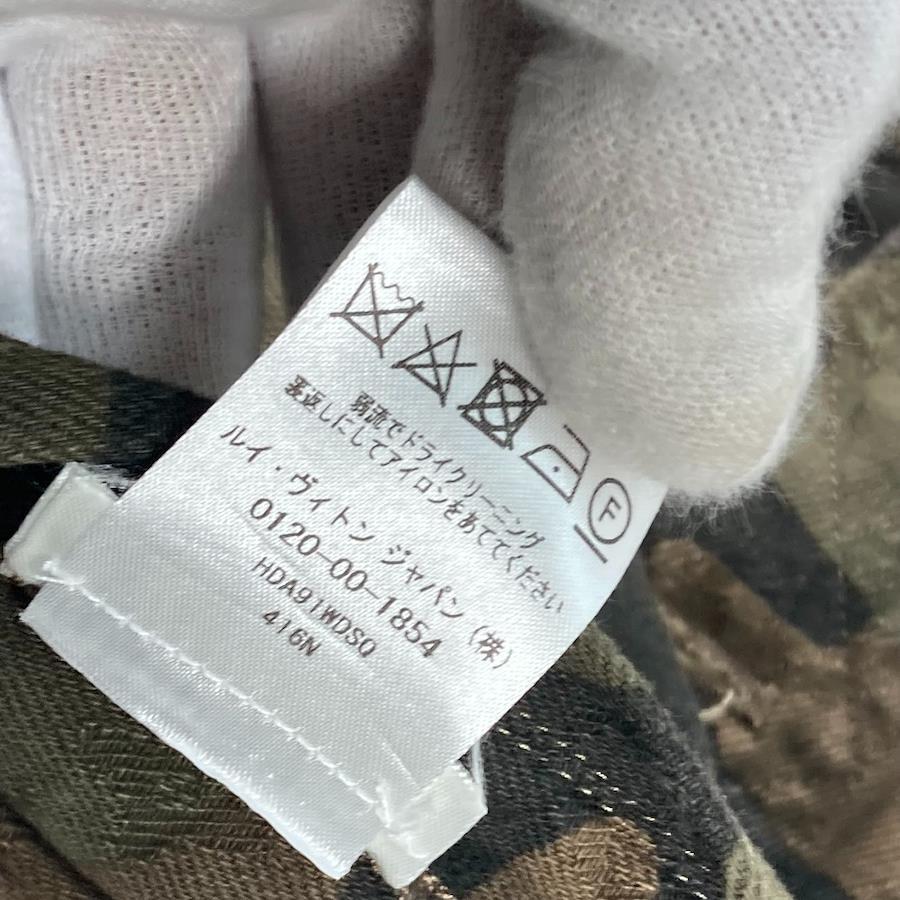 F
弱流でドライクリーニング
裏返しにしてアイロンをあててください
ルイ・ヴィトン ジャパン (株)
0120-00-1854
HDA91WDSQ
416N